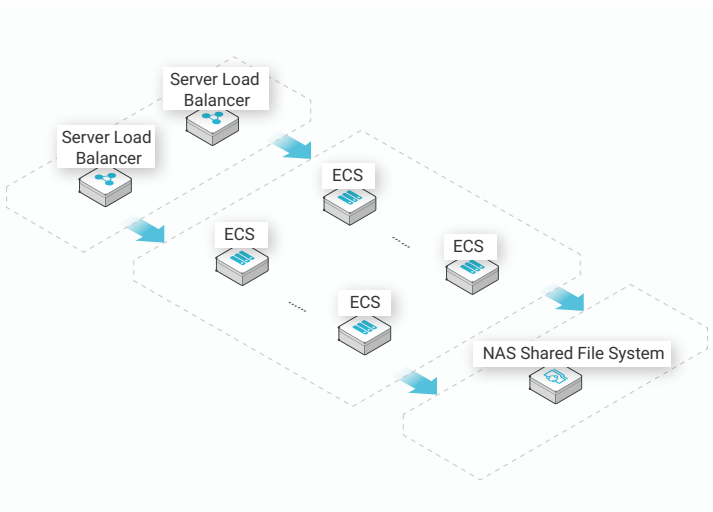 Server Load
Balancer
Server Load
Balancer
ECS
ECS
ECS
ECS
NAS Shared File System